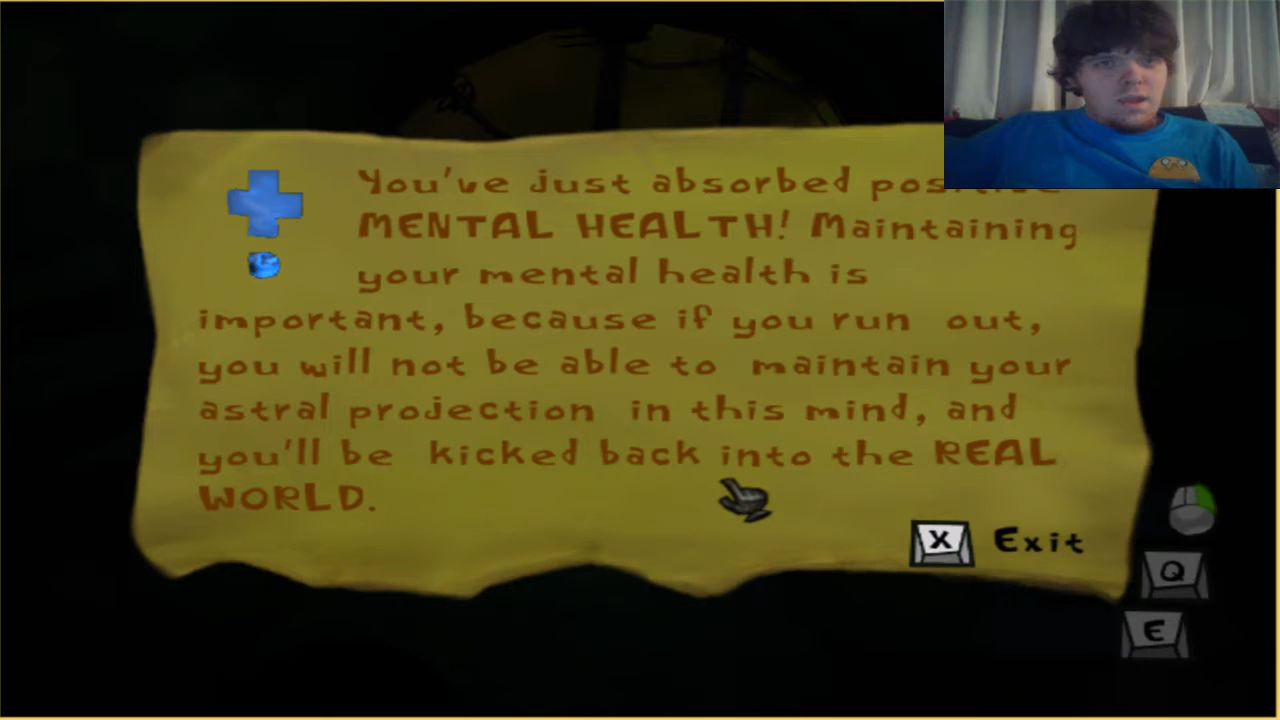 You've just absorbed
MENTAL HEALTH! Maintaining
your mental health is
important, because if you run out,
you will not be able to maintain your
astral projection in this mind, and
you'll be kicked back into the REAL
WORLD.
X Exit
Q
E